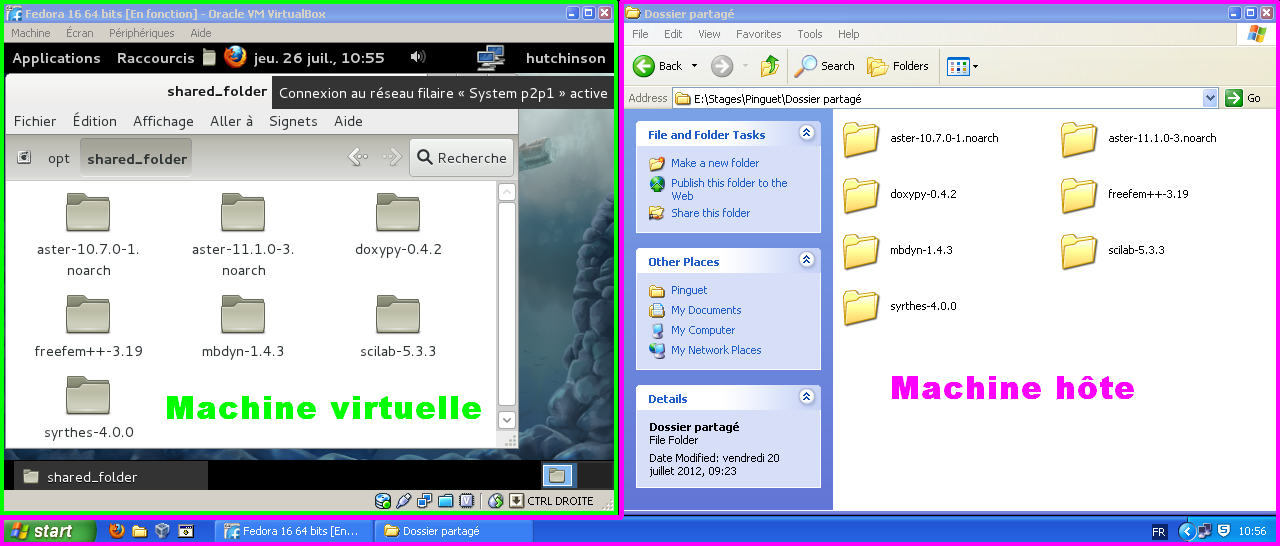 Fedora 16 64 bits [En fonction] - Oracle VM VirtualBox
Machine Écran Périphériques Aide
Applications Raccourcis jeu. 26 juil., 10:55 hutchinson
shared_folder
Connexion au réseau filaire « System p2p1 » active
Fichier Édition Affichage Aller à Signets Aide
opt shared_folder Recherche
aster-10.7.0-1.
noarch
aster-11.1.0-3.
noarch
doxypy-0.4.2
freefem++-3.19
mbdyn-1.4.3
scilab-5.3.3
syrthes-4.0.0
Machine virtuelle
shared_folder
CTRL DROITE
Dossier partagé
File Edit View Favorites Tools Help
Back Search Folders
Address E:\Stages\Pinguet\Dossier partagé Go
File and Folder Tasks
Make a new folder
Publish this folder to the
Web
Share this folder
Other Places
Pinguet
My Documents
My Computer
My Network Places
Details
Dossier partagé
File Folder
Date Modified: vendredi 20
juillet 2012, 09:23
aster-10.7.0-1.noarch
aster-11.1.0-3.noarch
doxypy-0.4.2
freefem++-3.19
mbdyn-1.4.3
scilab-5.3.3
syrthes-4.0.0
Machine hôte
start Fedora 16 64 bits [En... Dossier partagé FR 10:56